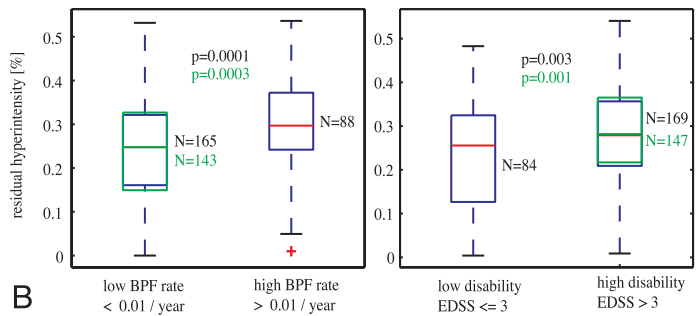 residual hyperintensity [%]
0.5
0.4
0.3
0.2
0.1
0
p=0.0001
p=0.0003
N=165
N=143
N=88
low BPF rate
< 0.01 / year
high BPF rate
> 0.01 / year
0.5
0.4
0.3
0.2
0.1
0
p=0.003
p=0.001
N=84
N=169
N=147
low disability
EDSS <= 3
high disability
EDSS > 3
B